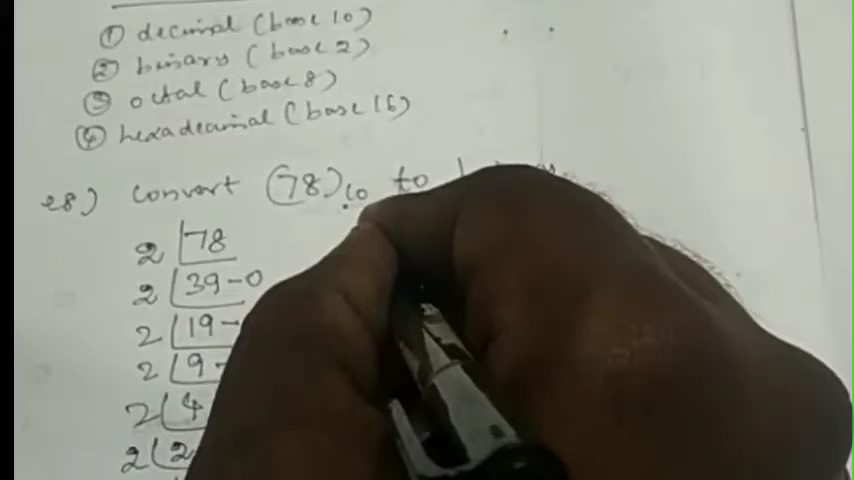 ① decimal (base 10)
② binary (base 2)
③ octal (base 8)
④ hexadecimal (base 16)
eg) convert (78)10 to
2 78
2 39-0
2 19-
2 9-
2 4
2 2